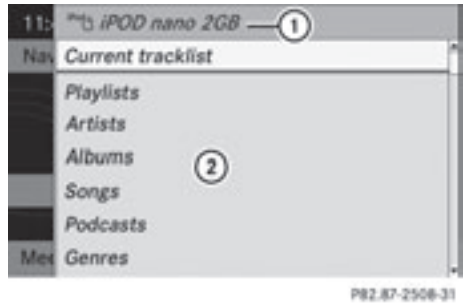 11:
iPOD nano 2GB
1
Nav
Current tracklist
Playlists
Artists
Albums
2
Songs
Podcasts
Genres
P82.87-2508-31